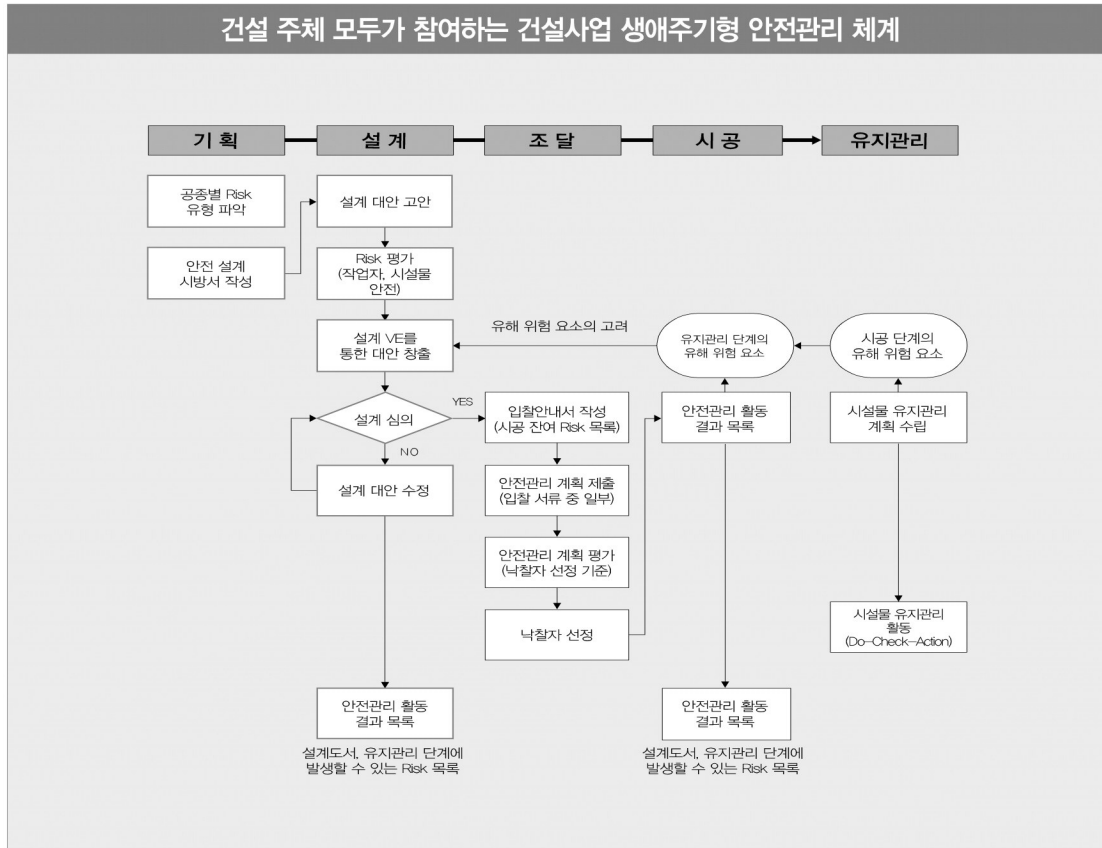 건설 주체 모두가 참여하는 건설사업 생애주기형 안전관리 체계
기 획
설 계
조 달
시 공
유지관리
공종별 Risk
유형 파악
안전 설계
시방서 작성
설계 대안 고안
Risk 평가
(작업자, 시설물
안전)
설계 VE를
통한 대안 창출
유해 위험 요소의 고려
유지관리 단계의
유해 위험 요소
시공 단계의
유해 위험 요소
설계 심의
YES
NO
설계 대안 수정
입찰안내서 작성
(시공 잔여 Risk 목록)
안전관리 계획 제출
(입찰 서류 중 일부)
안전관리 계획 평가
(낙찰자 선정 기준)
낙찰자 선정
안전관리 활동
결과 목록
시설물 유지관리
계획 수립
시설물 유지관리
활동
(Do-Check-Action)
안전관리 활동
결과 목록
설계도서, 유지관리 단계에
발생할 수 있는 Risk 목록
안전관리 활동
결과 목록
설계도서, 유지관리 단계에
발생할 수 있는 Risk 목록